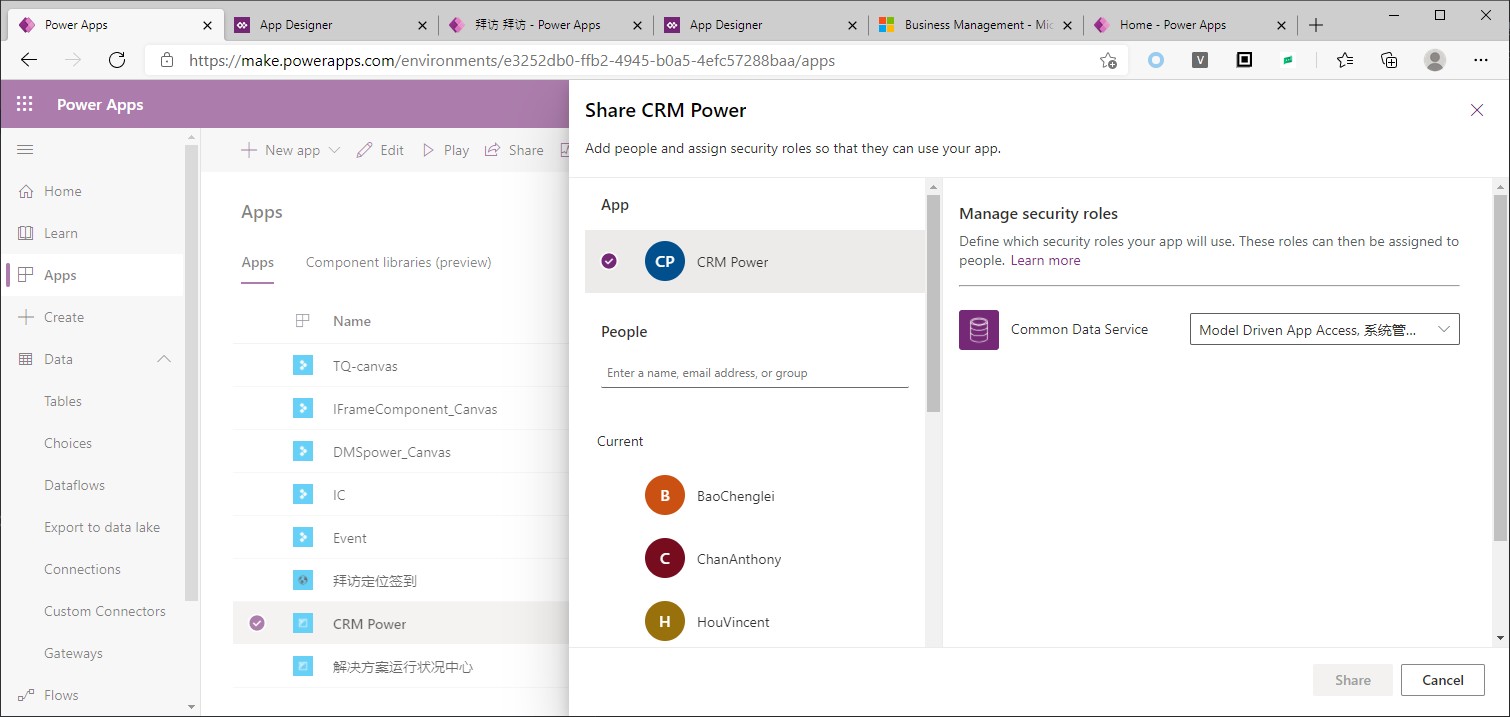 Power Apps
App Designer
拜访 拜访 - Power Apps
App Designer
Business Management - Mic
Home - Power Apps
https://make.powerapps.com/environments/e3252db0-ffb2-4945-b0a5-4efc57288baa/apps
V
Power Apps
Home
Learn
Apps
Create
Data
Tables
Choices
Dataflows
Export to data lake
Connections
Custom Connectors
Gateways
Flows
New app
Edit
Play
Share
Apps
Apps
Component libraries (preview)
Name
TQ-canvas
IFrameComponent_Canvas
DMSpower_Canvas
IC
Event
拜访定位签到
CRM Power
解决方案运行状况中心
Share CRM Power
Add people and assign security roles so that they can use your app.
App
CP
CRM Power
People
Enter a name, email address, or group
Current
B
BaoChenglei
C
ChanAnthony
H
HouVincent
Manage security roles
Define which security roles your app will use. These roles can then be assigned to
people. Learn more
Common Data Service
Model Driven App Access, 系统管...
Share
Cancel